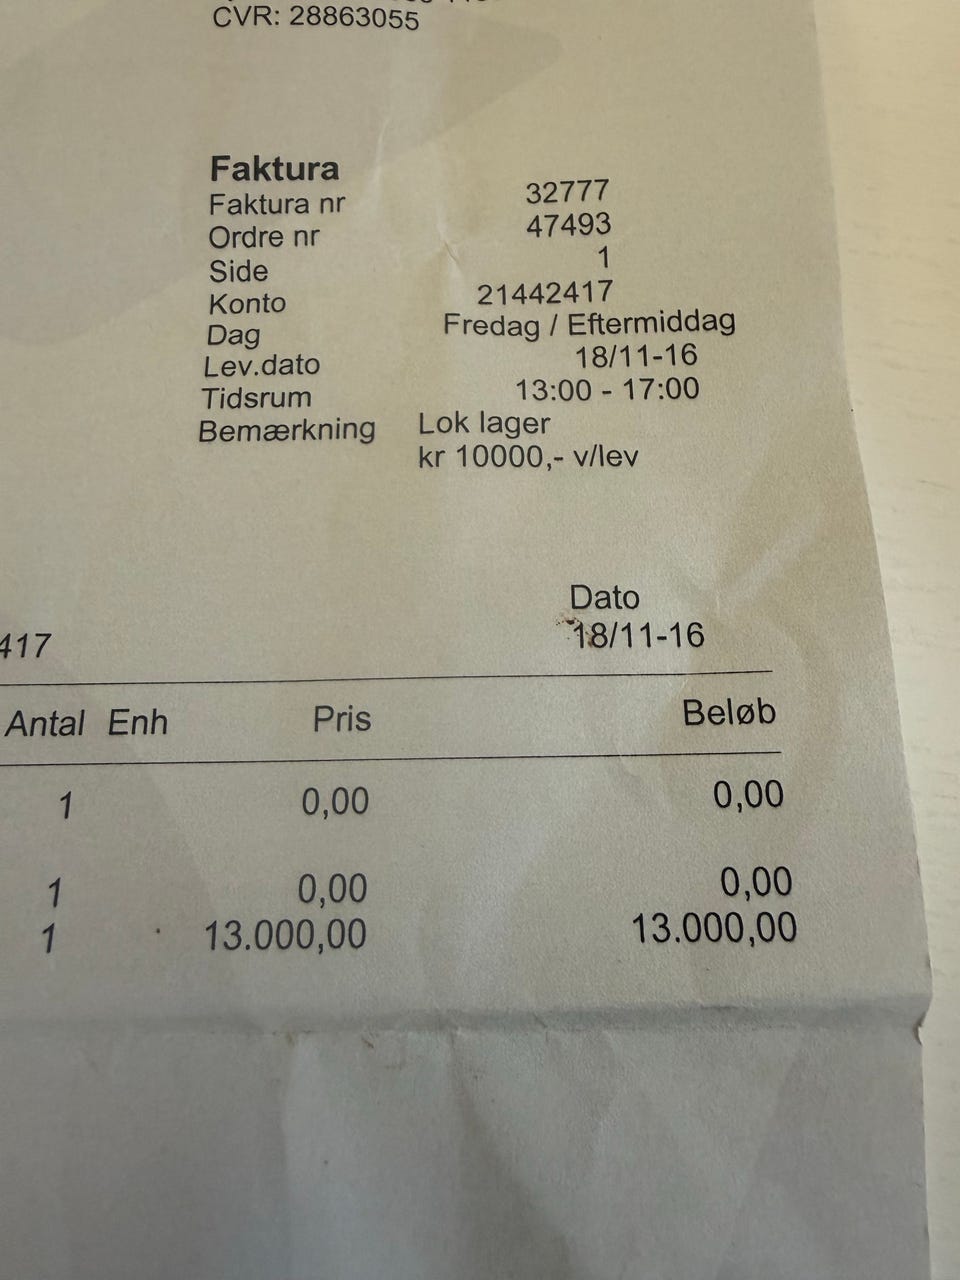 CVR: 28863055
Faktura
Faktura nr 32777
Ordre nr 47493
Side 1
Konto 21442417
Dag Fredag / Eftermiddag
Lev.dato 18/11-16
Tidsrum 13:00 - 17:00
Bemærkning Lok lager
kr 10000,- v/lev
Dato
417 18/11-16
Antal Enh Pris Beløb
1 0,00 0,00
1 0,00 0,00
1 13.000,00 13.000,00